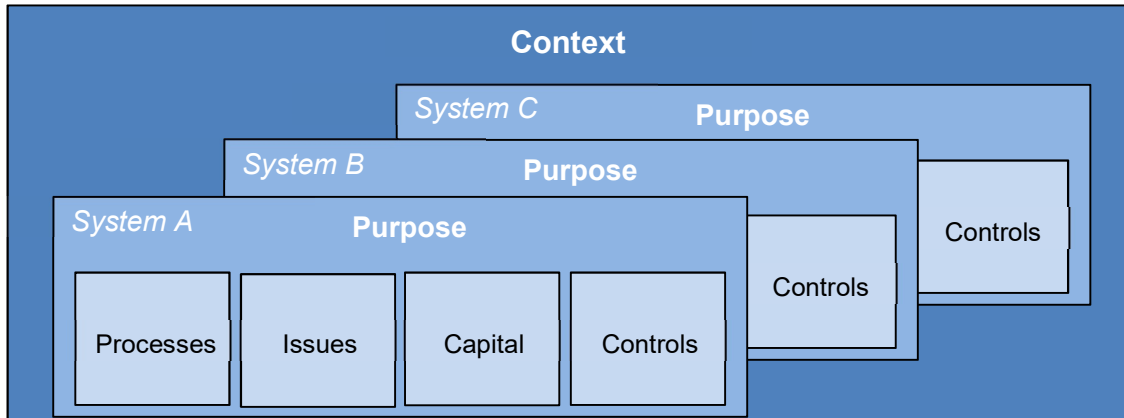 Context
System C
Purpose
System B
Purpose
Controls
System A
Purpose
Controls
Processes
Issues
Capital
Controls